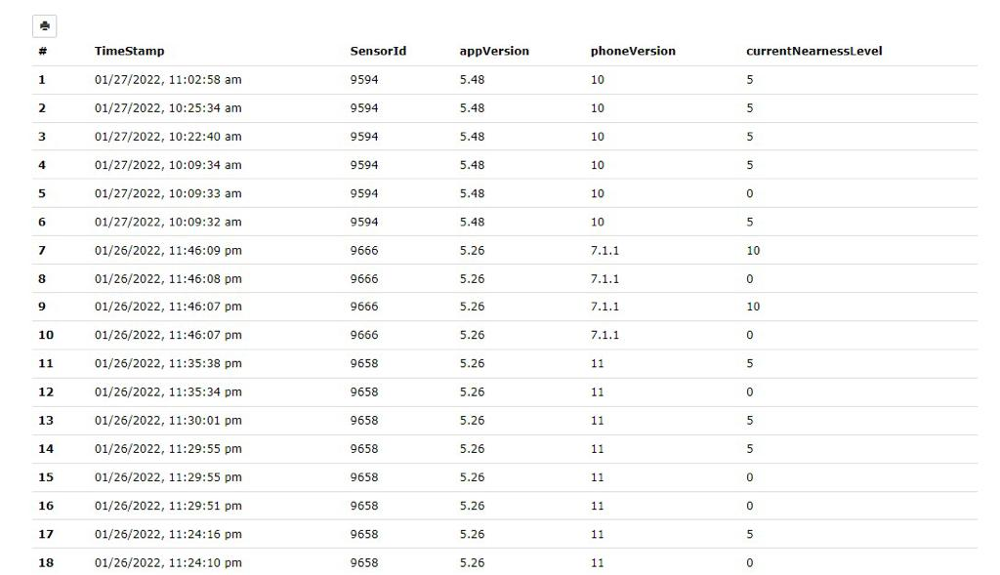 # TimeStamp SensorId appVersion phoneVersion currentNearnessLevel
1 01/27/2022, 11:02:58 am 9594 5.48 10 5
2 01/27/2022, 10:25:34 am 9594 5.48 10 5
3 01/27/2022, 10:22:40 am 9594 5.48 10 5
4 01/27/2022, 10:09:34 am 9594 5.48 10 5
5 01/27/2022, 10:09:33 am 9594 5.48 10 0
6 01/27/2022, 10:09:32 am 9594 5.48 10 5
7 01/26/2022, 11:46:09 pm 9666 5.26 7.1.1 10
8 01/26/2022, 11:46:08 pm 9666 5.26 7.1.1 0
9 01/26/2022, 11:46:07 pm 9666 5.26 7.1.1 10
10 01/26/2022, 11:46:07 pm 9666 5.26 7.1.1 0
11 01/26/2022, 11:35:38 pm 9658 5.26 11 5
12 01/26/2022, 11:35:34 pm 9658 5.26 11 0
13 01/26/2022, 11:30:01 pm 9658 5.26 11 5
14 01/26/2022, 11:29:55 pm 9658 5.26 11 5
15 01/26/2022, 11:29:55 pm 9658 5.26 11 0
16 01/26/2022, 11:29:51 pm 9658 5.26 11 0
17 01/26/2022, 11:24:16 pm 9658 5.26 11 5
18 01/26/2022, 11:24:10 pm 9658 5.26 11 0